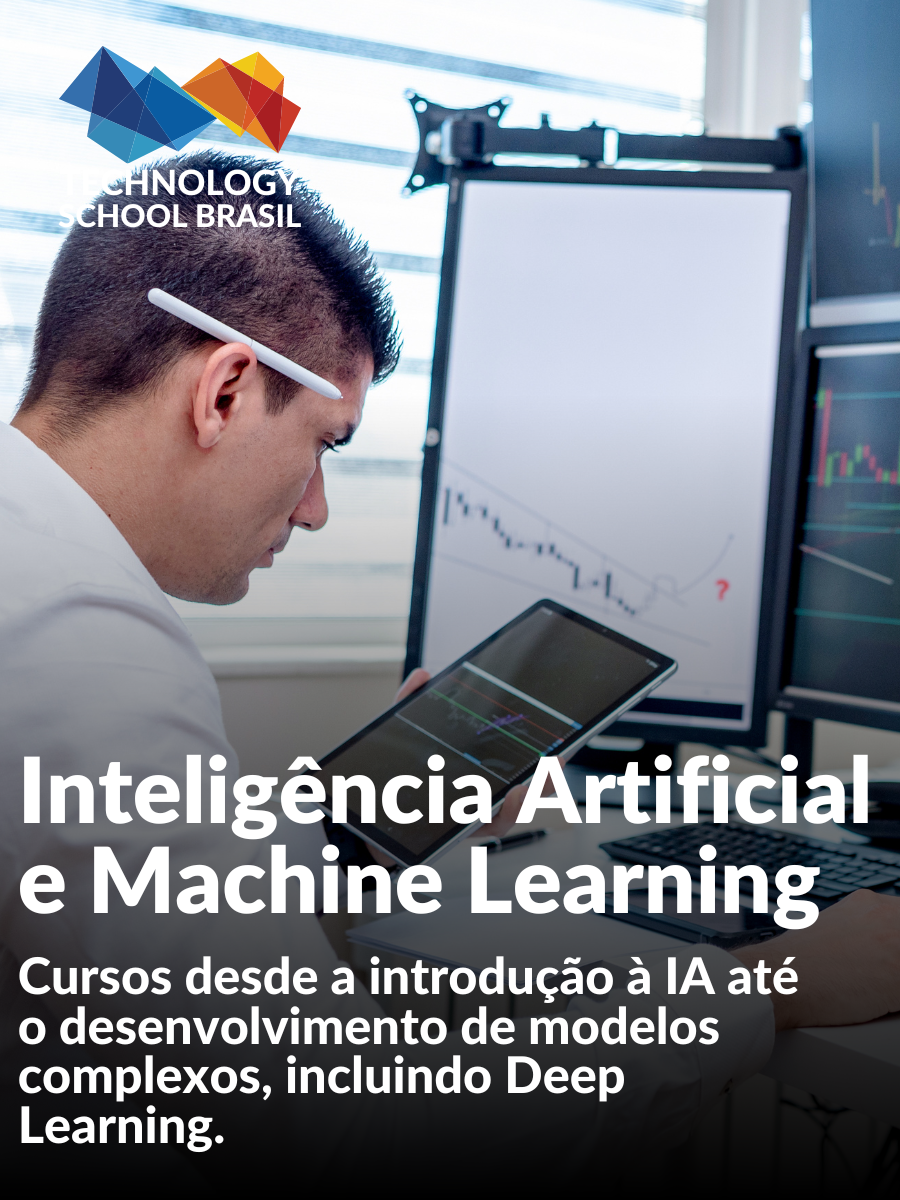 TECHNOLOGY
SCHOOL BRASIL
?
Inteligência Artificial
e Machine Learning
Cursos desde a introdução à IA até
o desenvolvimento de modelos
complexos, incluindo Deep
Learning.